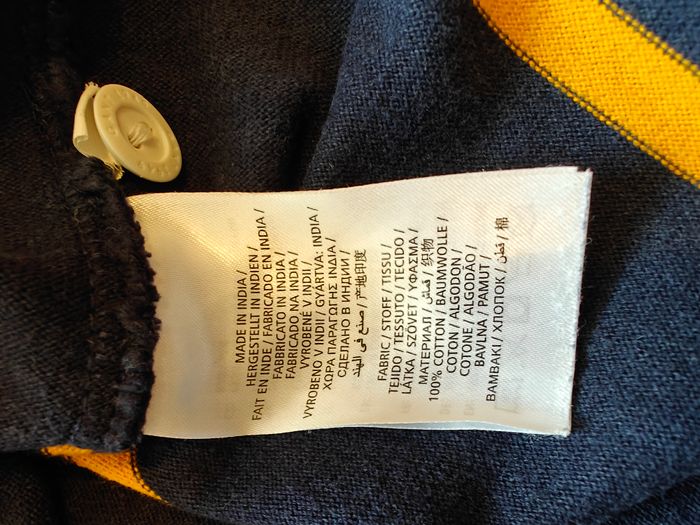 MADE IN INDIA /
HERGESTELLT IN INDIEN /
FAIT EN INDE / FABRICADO EN INDIA /
FABBRICATO IN INDIA /
FABRICADO NA INDIA /
VYROBENÉ V INDII /
VYROBENO V INDII / GYÁRTVA: INDIA /
ΧΩΡΑ ΠΑΡΑΓΩΓΗΣ ΙΝΔΙΑ /
СДЕЛАНО В ИНДИИ /
صنع في الهند / 产地印度
FABRIC / STOFF / TISSU /
TEJIDO / TESSUTO / TECIDO /
LÁTKA / SZÖVET / ΥΦΑΣΜΑ /
МАТЕРИАЛ / قماش / 织物
100% COTTON / BAUMWOLLE /
COTON / ALGODON /
COTONE / ALGODÃO /
BAVLNA / PAMUT /
ΒΑΜΒΑΚΙ / ХЛОПОК / قطن / 棉